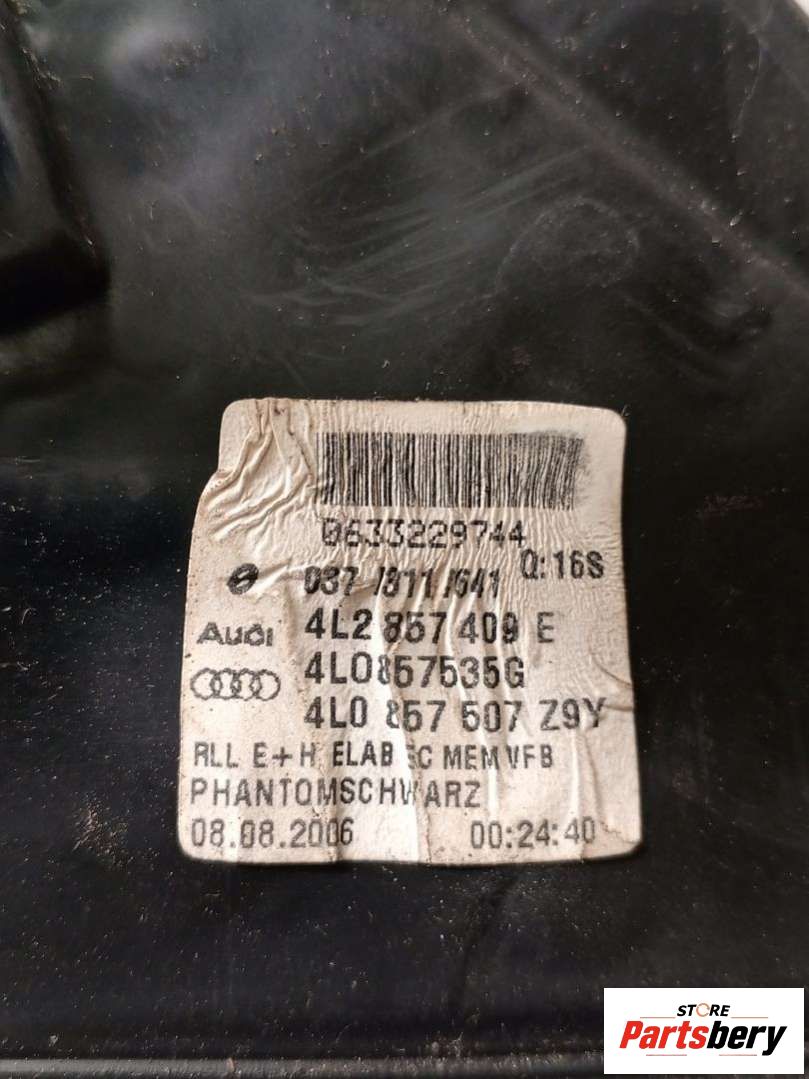 0633229744
Q:16S
037 /811 /641
Audi 4L2 857 409 E
4L0857535G
4L0 857 507 Z9Y
RLL E+H ELAB EC MEM VFB
PHANTOMSCHWARZ
08.08.2006 00:24:40
STORE
Partsbery